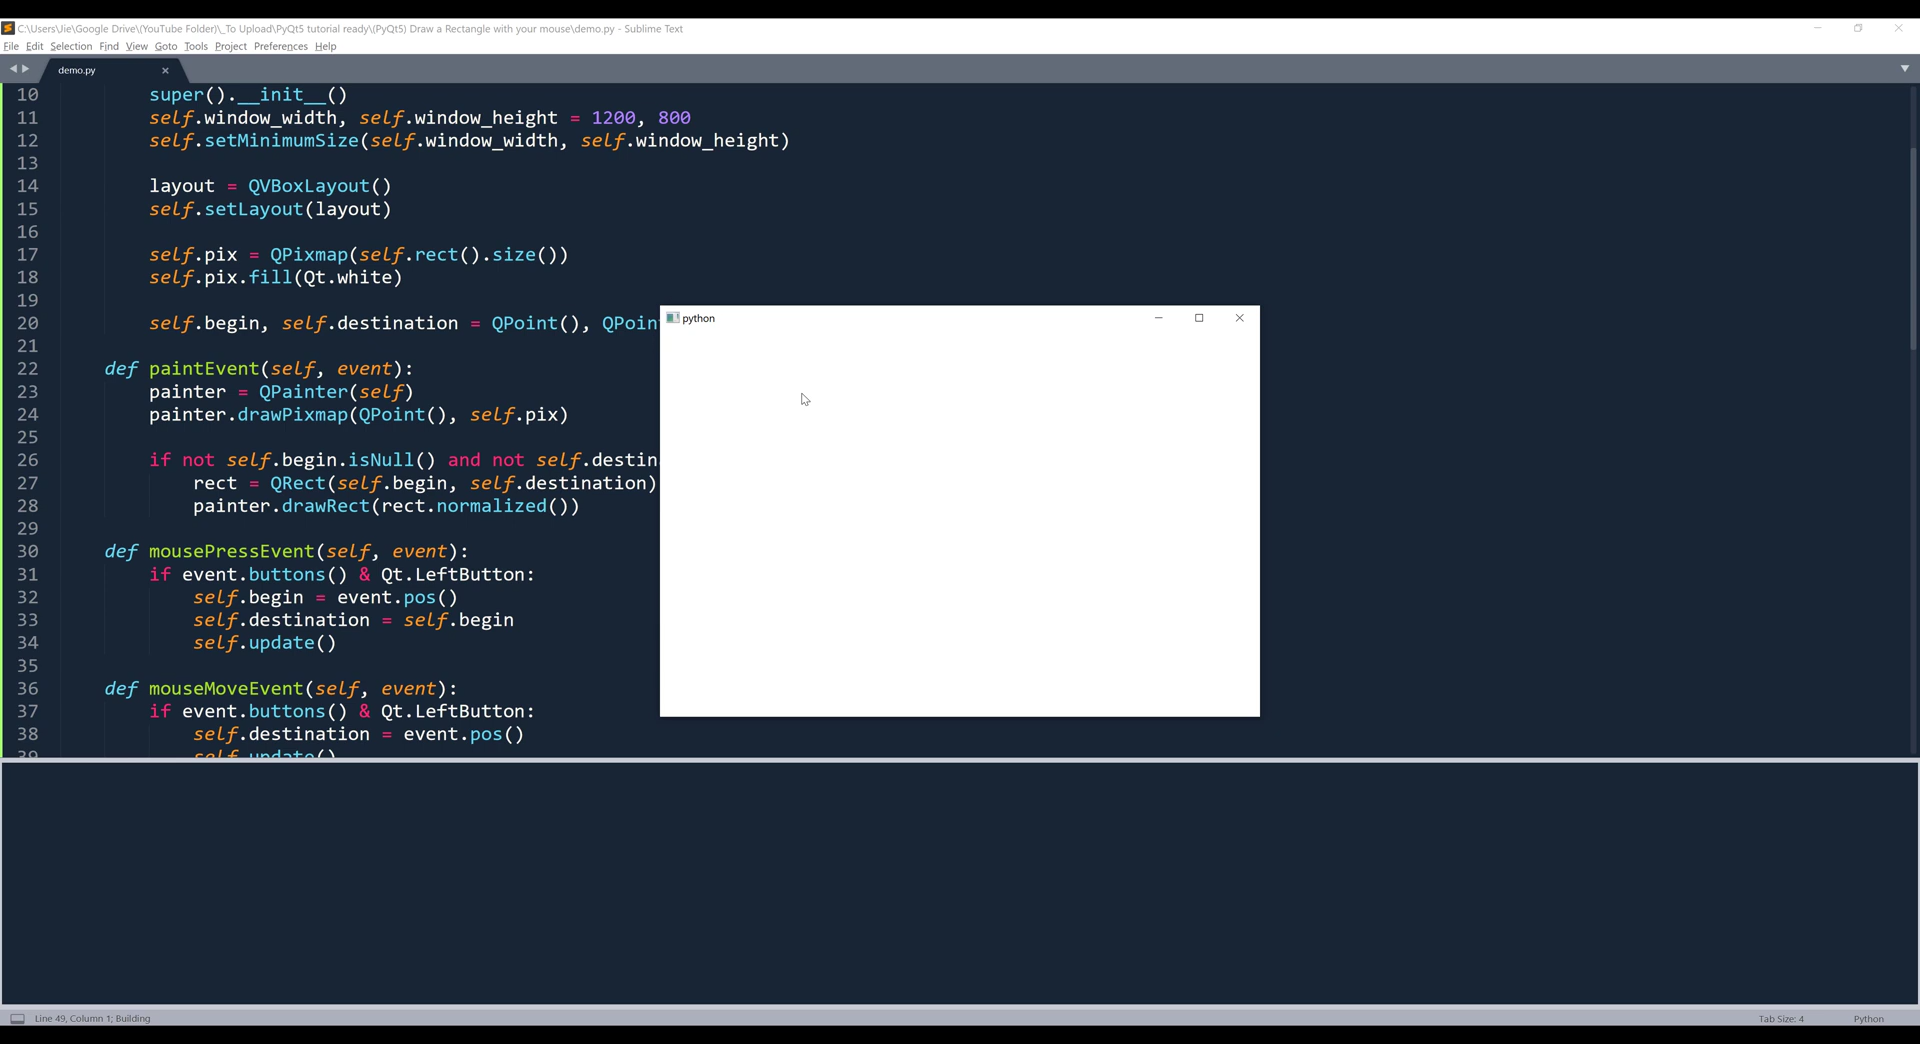 C:\Users\Jie\Google Drive\(YouTube Folder)\_To Upload\PyQt5 tutorial ready\(PyQt5) Draw a Rectangle with your mouse\demo.py - Sublime Text
File Edit Selection Find View Goto Tools Project Preferences Help
demo.py
10 super().__init__()
11 self.window_width, self.window_height = 1200, 800
12 self.setMinimumSize(self.window_width, self.window_height)
13
14 layout = QVBoxLayout()
15 self.setLayout(layout)
16
17 self.pix = QPixmap(self.rect().size())
18 self.pix.fill(Qt.white)
19
20 self.begin, self.destination = QPoint(), QPoin
21
22 def paintEvent(self, event):
23 painter = QPainter(self)
24 painter.drawPixmap(QPoint(), self.pix)
25
26 if not self.begin.isNull() and not self.destin
27 rect = QRect(self.begin, self.destination)
28 painter.drawRect(rect.normalized())
29
30 def mousePressEvent(self, event):
31 if event.buttons() & Qt.LeftButton:
32 self.begin = event.pos()
33 self.destination = self.begin
34 self.update()
35
36 def mouseMoveEvent(self, event):
37 if event.buttons() & Qt.LeftButton:
38 self.destination = event.pos()
39 self.update()
python
Line 49, Column 1; Building
Tab Size: 4
Python